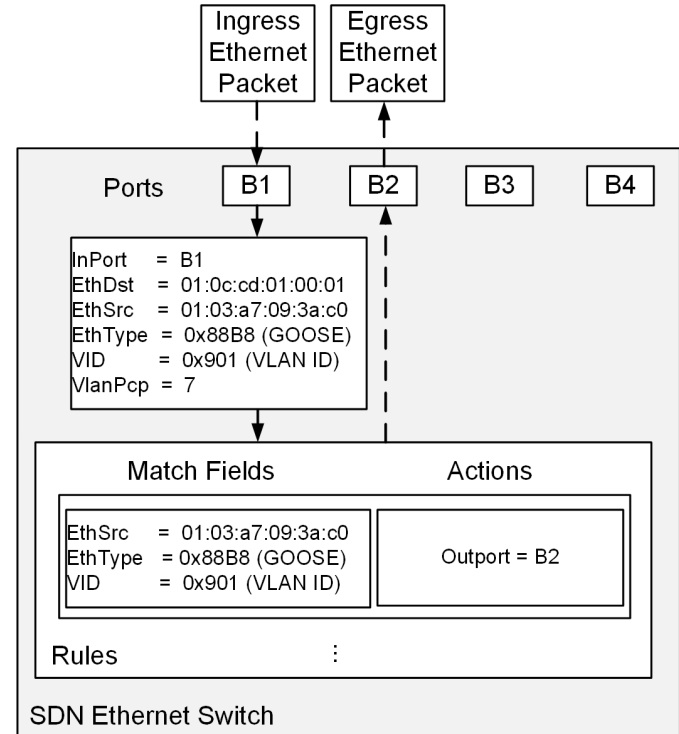 Ingress
Ethernet
Packet
Egress
Ethernet
Packet
Ports
B1
B2
B3
B4
InPort = B1
EthDst = 01:0c:cd:01:00:01
EthSrc = 01:03:a7:09:3a:c0
EthType = 0x88B8 (GOOSE)
VID = 0x901 (VLAN ID)
VlanPcp = 7
Match Fields
Actions
EthSrc = 01:03:a7:09:3a:c0
EthType = 0x88B8 (GOOSE)
VID = 0x901 (VLAN ID)
Outport = B2
Rules
⋮
SDN Ethernet Switch